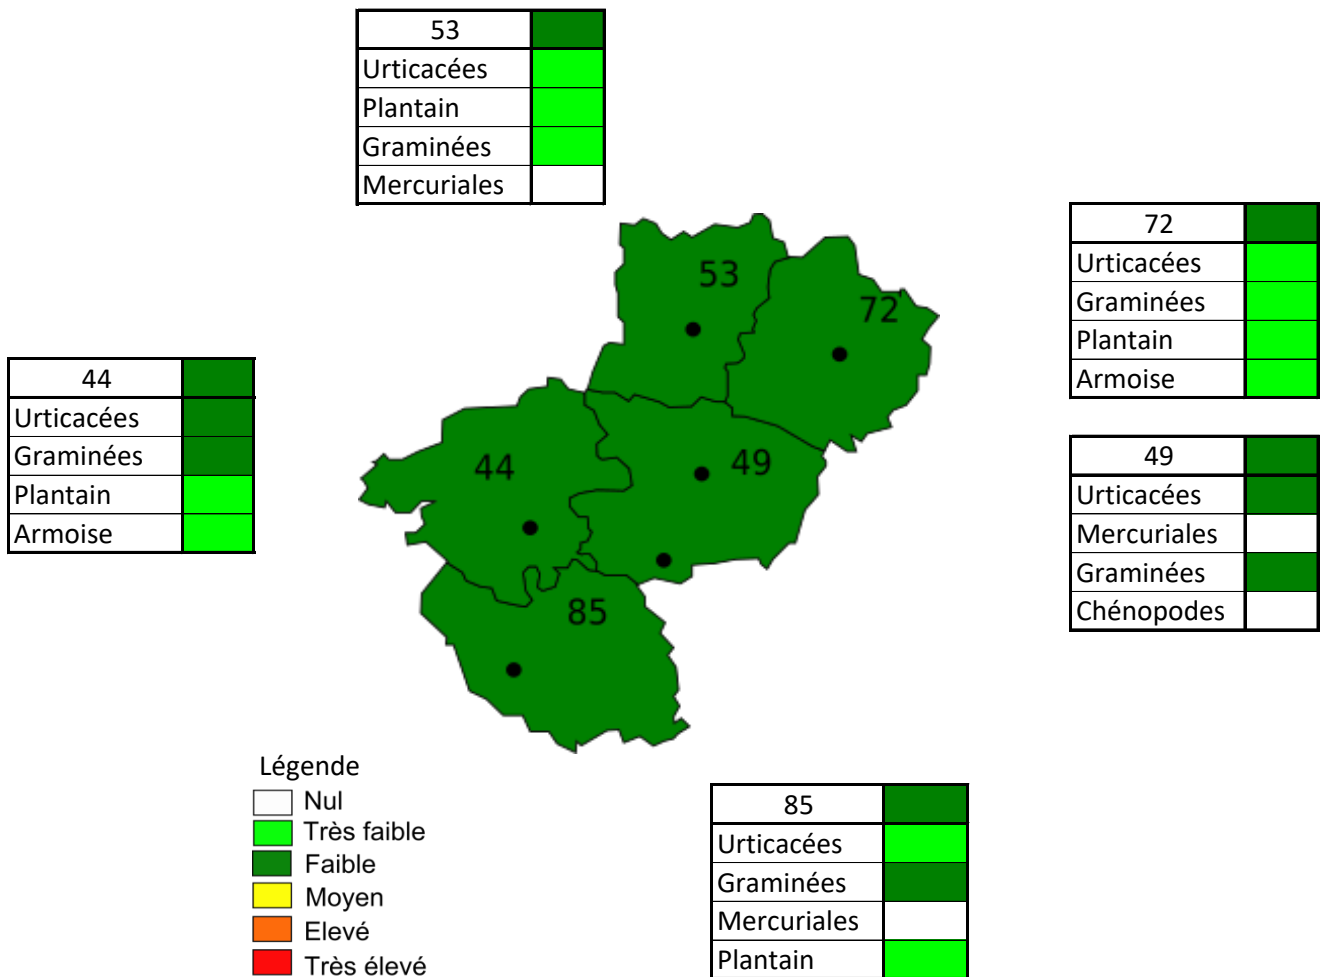 53
Urticacées
Plantain
Graminées
Mercuriales
72
Urticacées
Graminées
Plantain
Armoise
44
Urticacées
Graminées
Plantain
Armoise
49
Urticacées
Mercuriales
Graminées
Chénopodes
53
72
44
49
85
Légende
Nul
Très faible
Faible
Moyen
Elevé
Très élevé
85
Urticacées
Graminées
Mercuriales
Plantain